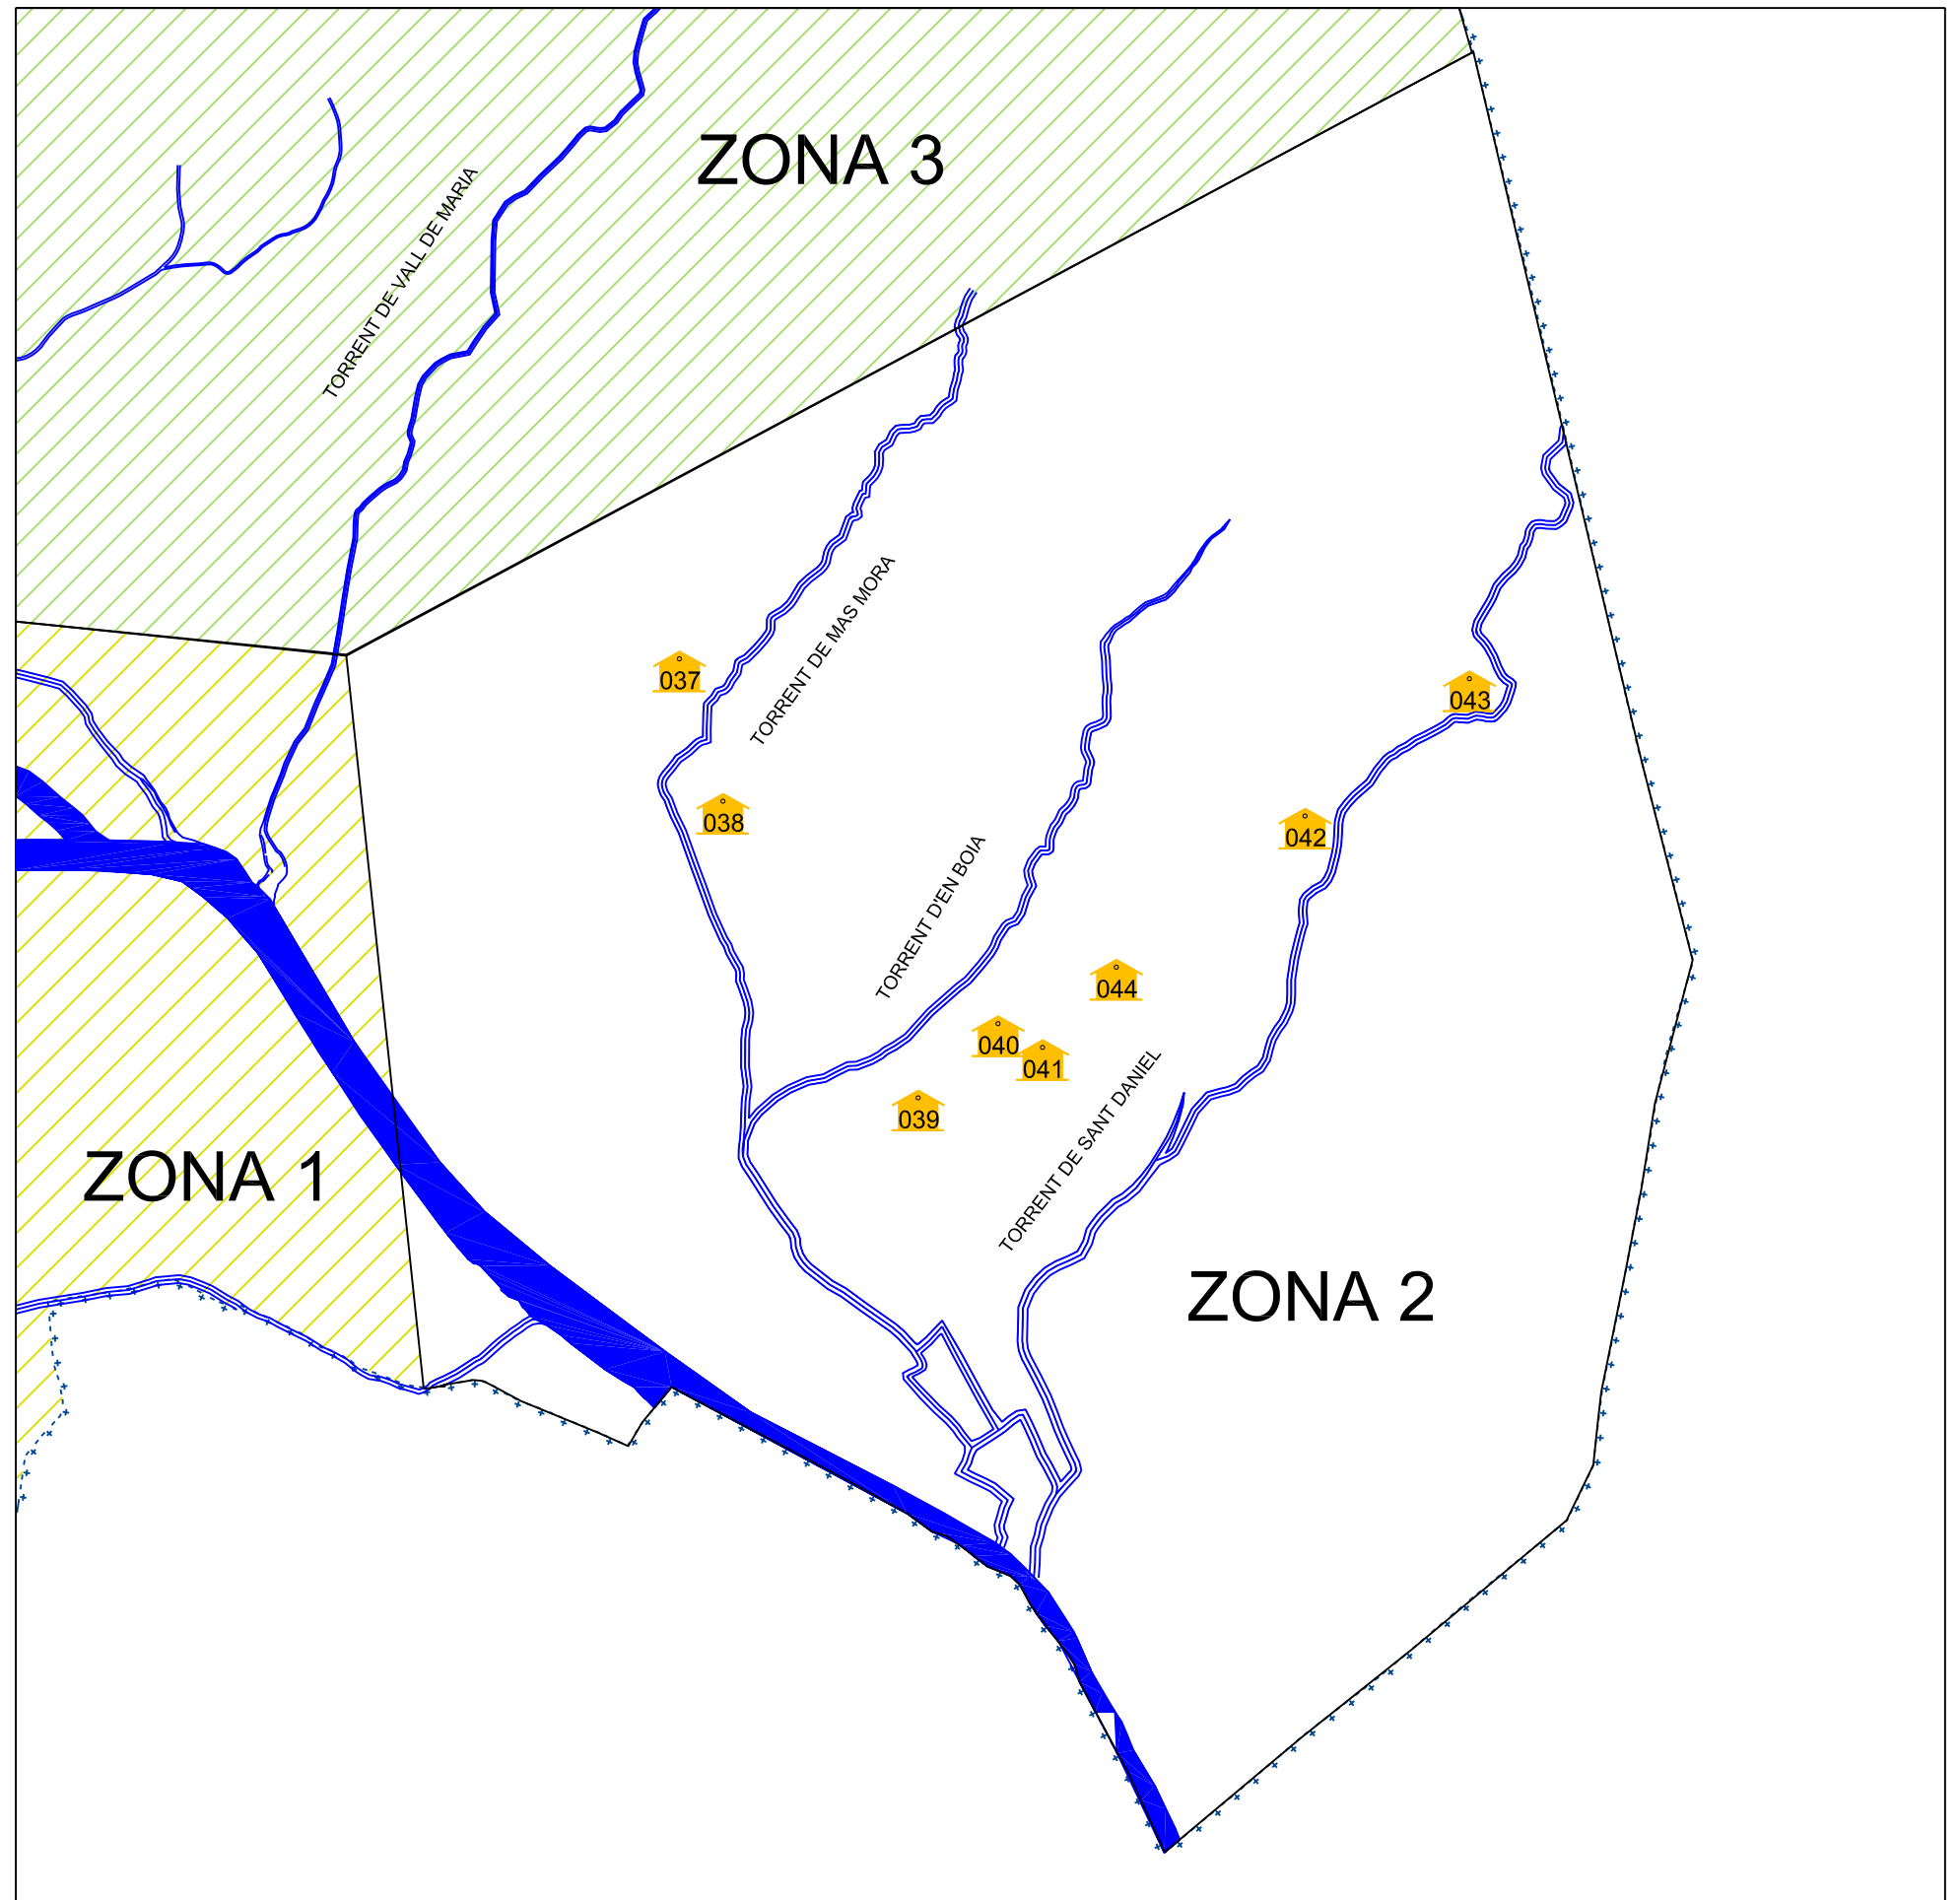 ZONA 3
TORRENT DE VALL DE MARIA
TORRENT DE MAS MORA
037
043
038
042
TORRENT D'EN BOIA
044
040
041
039
TORRENT DE SANT DANIEL
ZONA 1
ZONA 2